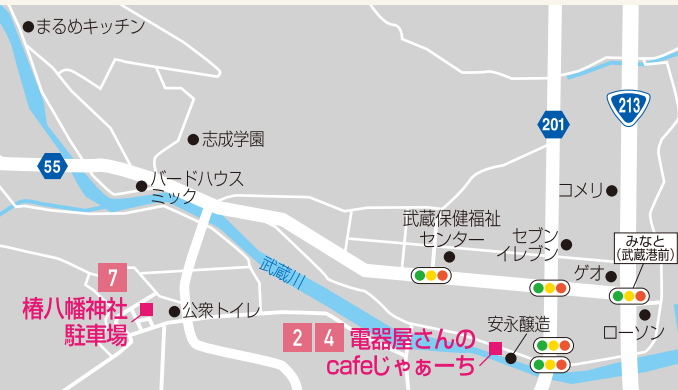 まるめキッチン
213
201
志成学園
55
バードハウス
ミック
コメリ
武蔵保健福祉
センター
セブン
イレブン
みなと
(武蔵港前)
武蔵川
ゲオ
7
椿八幡神社
駐車場
公衆トイレ
2 4 電器屋さんの
cafeじゃぁーち
安永醸造
ローソン